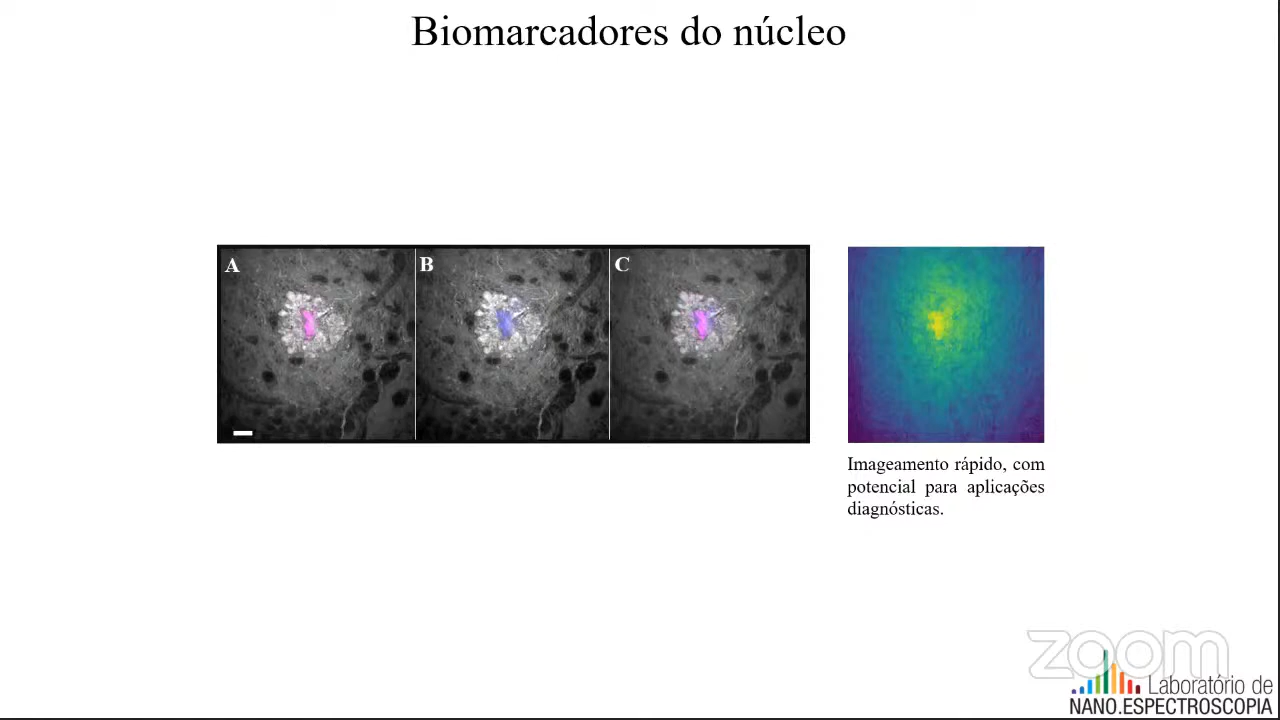 Biomarcadores do núcleo
A
B
C
Imageamento rápido, com
potencial para aplicações
diagnósticas.
zoom
Laboratório de
NANO.ESPECTROSCOPIA